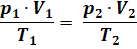 p₁ · V₁ / T₁ = p₂ · V₂ / T₂